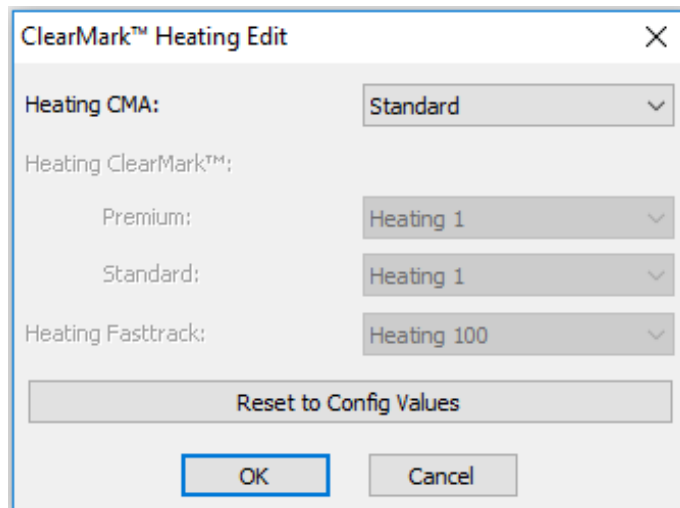 ClearMark™ Heating Edit
Heating CMA: Standard
Heating ClearMark™:
Premium: Heating 1
Standard: Heating 1
Heating Fasttrack: Heating 100
Reset to Config Values
OK Cancel